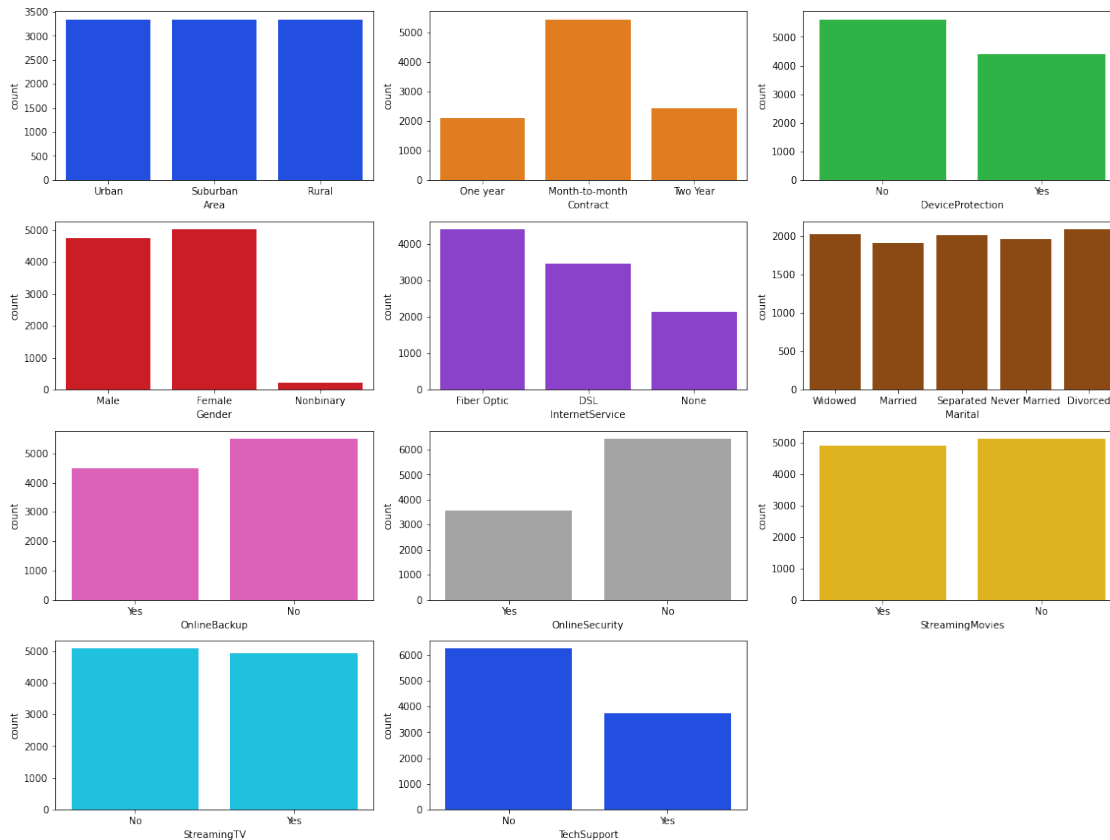 3500
3000
2500
2000
1500
1000
500
0
count
Urban Suburban Rural
Area
5000
4000
3000
2000
1000
0
count
One year Month-to-month Two Year
Contract
5000
4000
3000
2000
1000
0
count
No Yes
DeviceProtection
5000
4000
3000
2000
1000
0
count
Male Female Nonbinary
Gender
4000
3000
2000
1000
0
count
Fiber Optic DSL None
InternetService
2000
1500
1000
500
0
count
Widowed Married Separated Never Married Divorced
Marital
5000
4000
3000
2000
1000
0
count
Yes No
OnlineBackup
6000
5000
4000
3000
2000
1000
0
count
Yes No
OnlineSecurity
5000
4000
3000
2000
1000
0
count
Yes No
StreamingMovies
5000
4000
3000
2000
1000
0
count
No Yes
StreamingTV
6000
5000
4000
3000
2000
1000
0
count
No Yes
TechSupport